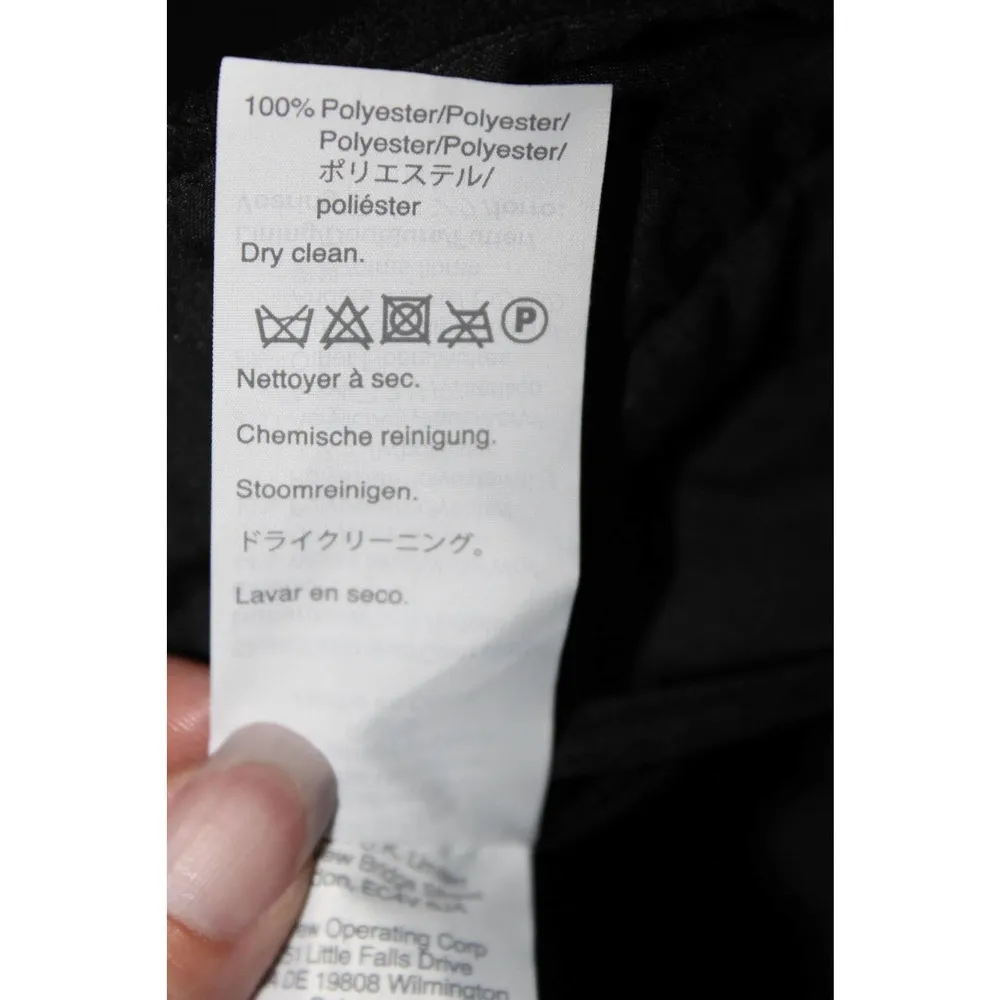 100% Polyester/Polyester/
Polyester/Polyester/
ポリエステル/
poliéster
Dry clean.
P
Nettoyer à sec.
Chemische reinigung.
Stoomreinigen.
ドライクリーニング。
Lavar en seco.
Bridge
EC4V
Operating Corp
Little Falls Drive
DE 19808 Wilmington